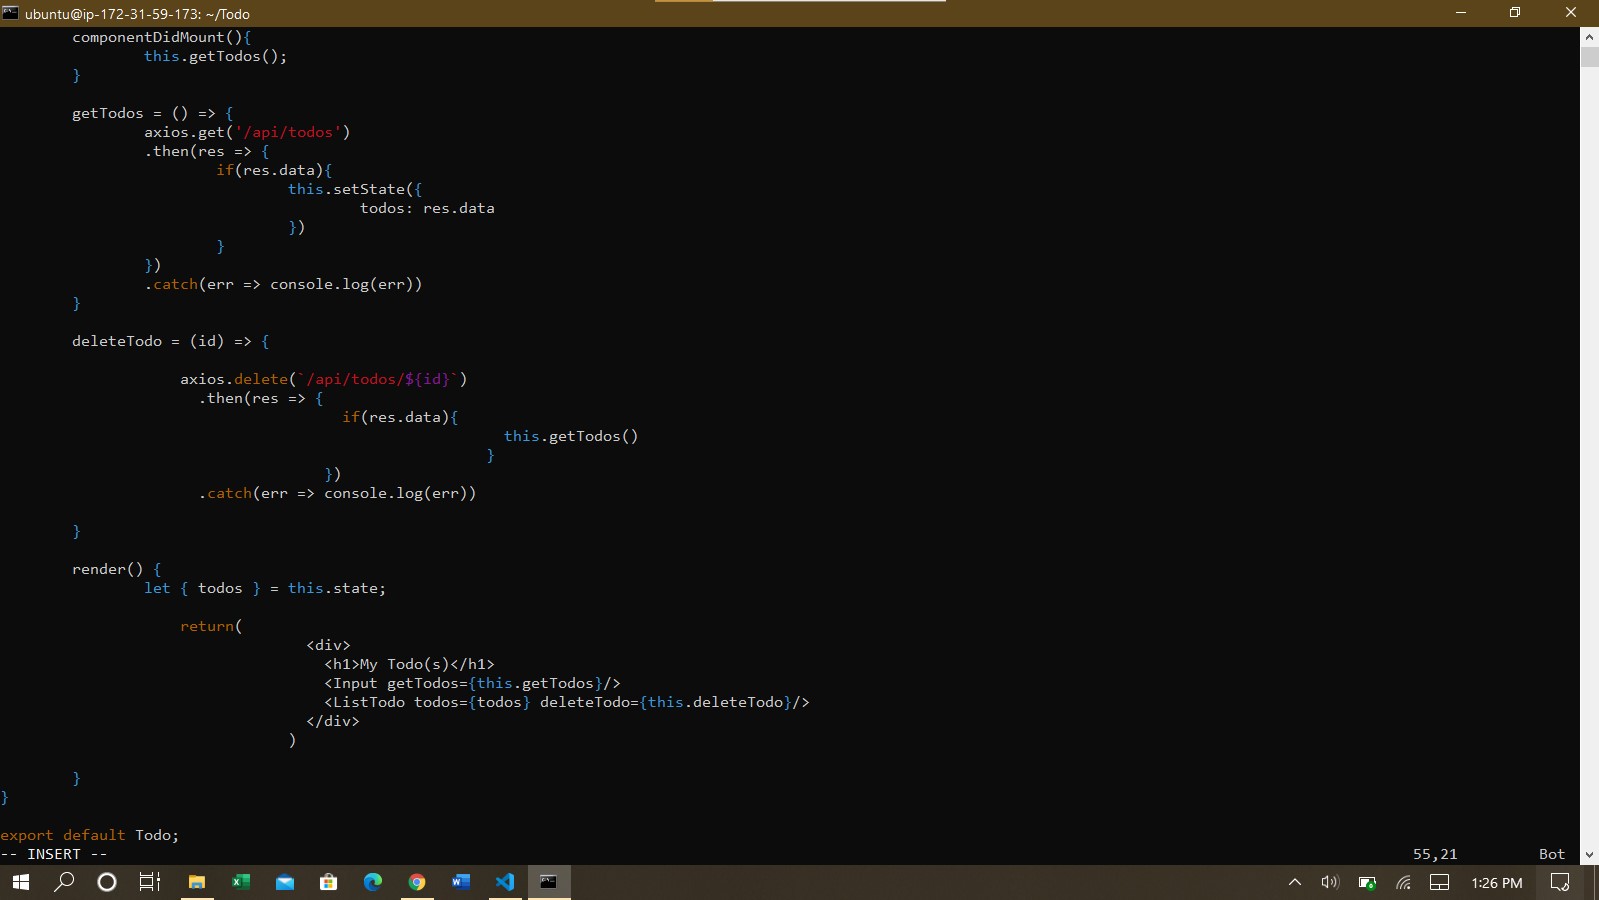 ubuntu@ip-172-31-59-173: ~/Todo
componentDidMount(){
this.getTodos();
}
getTodos = () => {
axios.get('/api/todos')
.then(res => {
if(res.data){
this.setState({
todos: res.data
})
}
})
.catch(err => console.log(err))
}
deleteTodo = (id) => {
axios.delete(`/api/todos/${id}`)
.then(res => {
if(res.data){
this.getTodos()
}
})
.catch(err => console.log(err))
}
render() {
let { todos } = this.state;
return(
<div>
<h1>My Todo(s)</h1>
<Input getTodos={this.getTodos}/>
<ListTodo todos={todos} deleteTodo={this.deleteTodo}/>
</div>
)
}
}
export default Todo;
-- INSERT -- 55,21 Bot
1:26 PM